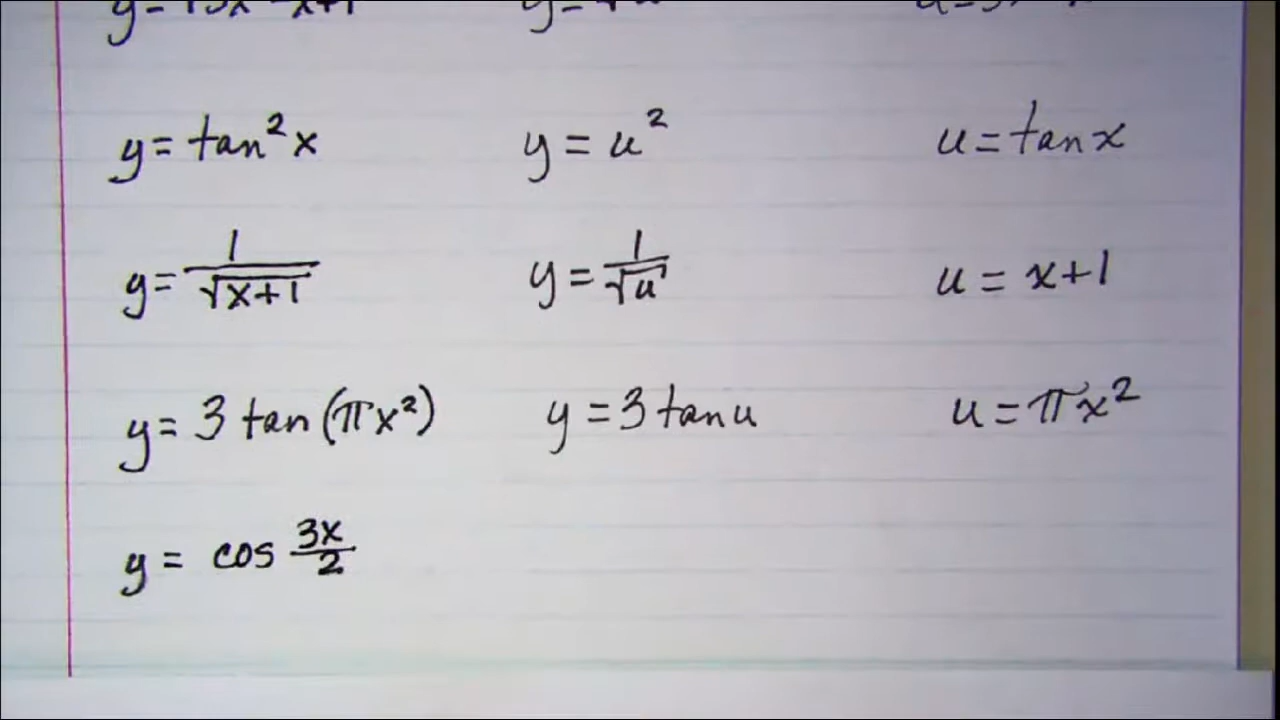 y = tan²x y = u² u = tan x
y = 1/√(x+1) y = 1/√u u = x+1
y = 3 tan(πx²) y = 3 tan u u = πx²
y = cos 3x/2